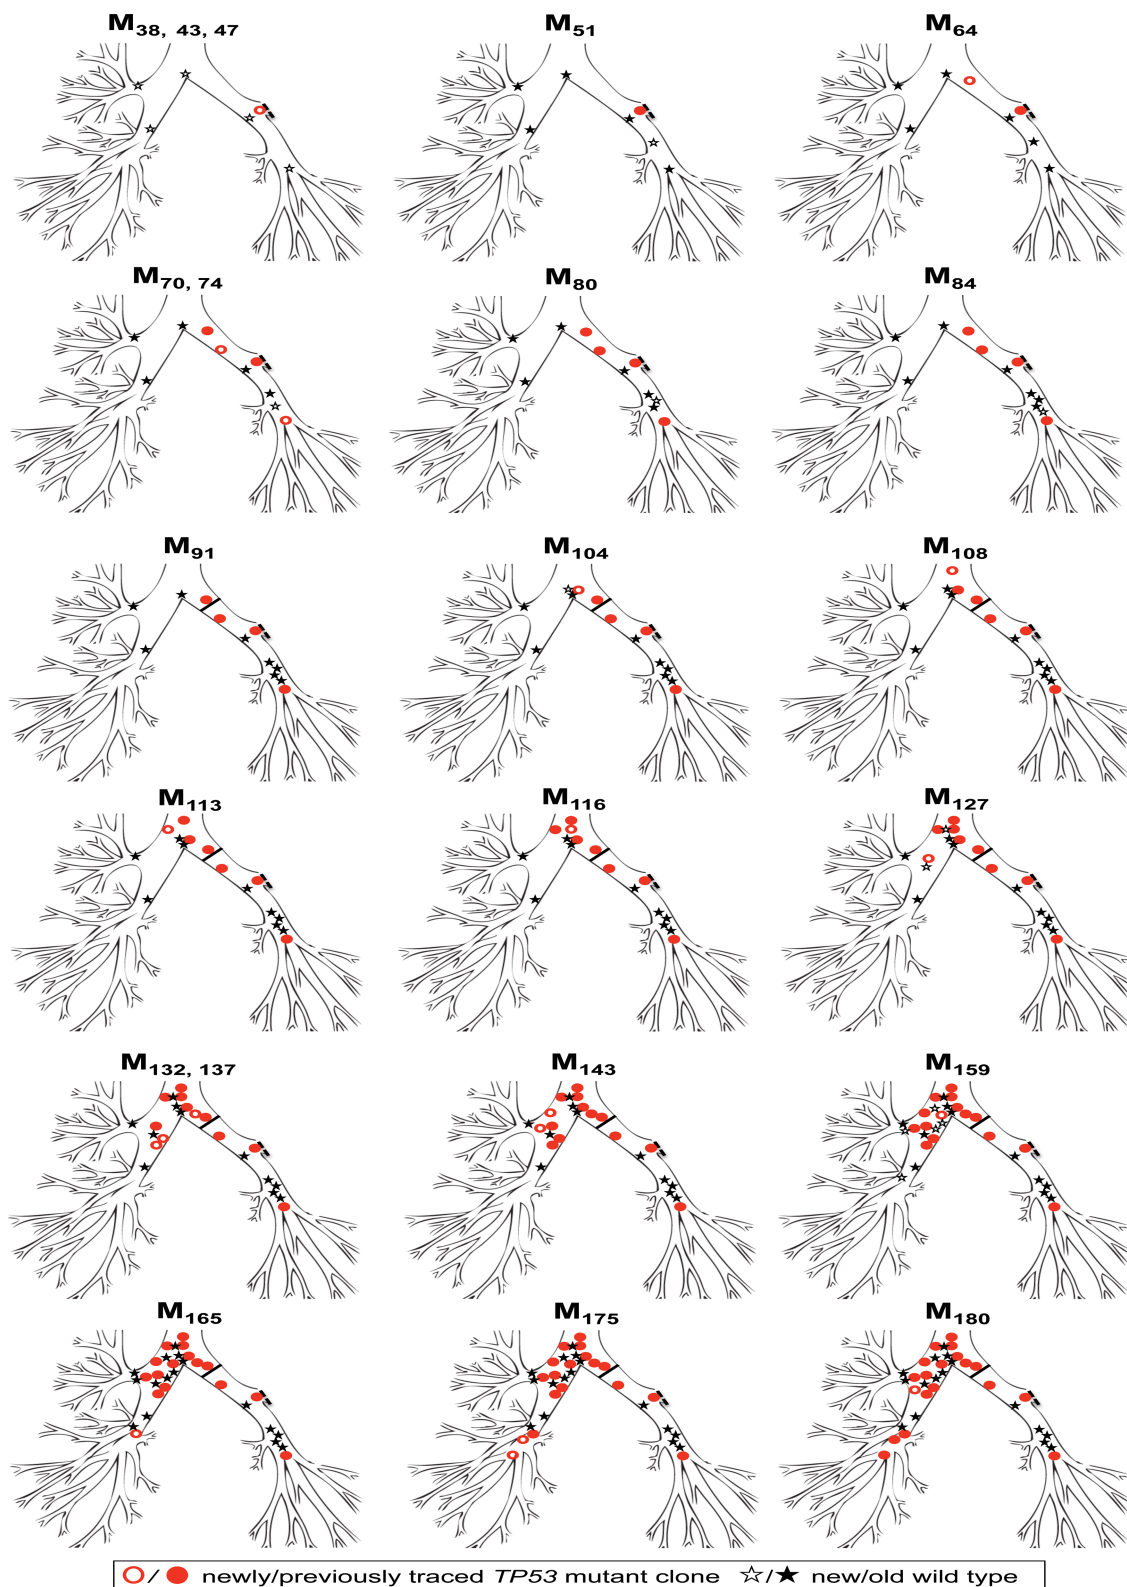 M38, 43, 47 M51 M64
M70, 74 M80 M84
M91 M104 M108
M113 M116 M127
M132, 137 M143 M159
M165 M175 M180
/ newly/previously traced TP53 mutant clone ☆/★ new/old wild type